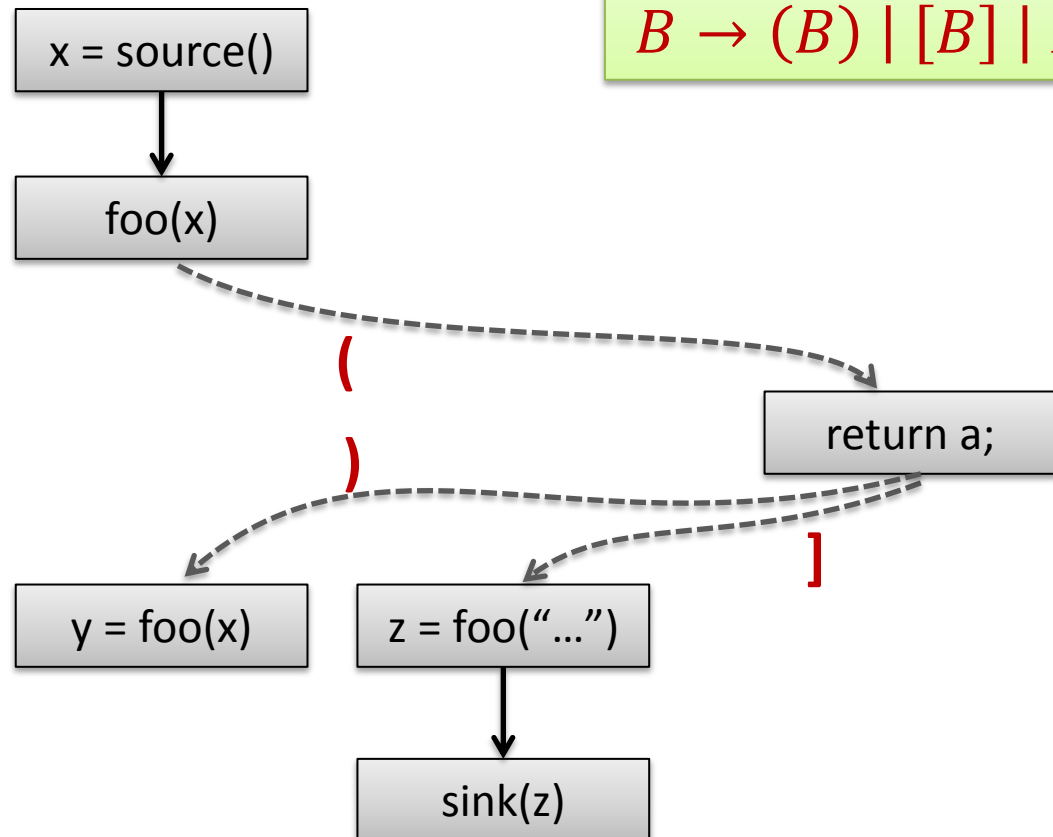 x = source()
B → (B) | [B] |
foo(x)
(
return a;
)
]
y = foo(x)
z = foo(“…”)
sink(z)